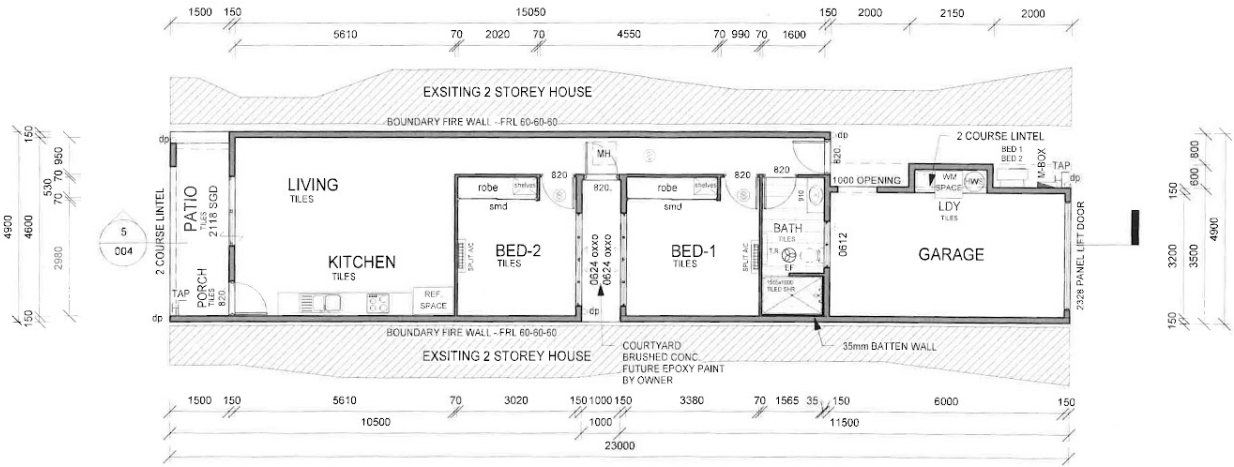 1500 150 15050 150 2000 2150 2000
5610 70 2020 70 4550 70 990 70 1600
EXSITING 2 STOREY HOUSE
BOUNDARY FIRE WALL - FRL 60-60-60
dp
dp
2 COURSE LINTEL
BED 1
BED 2
M-BOX
TAP
dp
MH
820.
820
820.
820
820
1000 OPENING
WM
SPACE
HWS
LDY
TILES
LIVING
TILES
robe
shelves
smd
robe
shelves
smd
910
PATIO
TILES
2118 SGD
2 COURSE LINTEL
5
004
BATH
TILES
T.R
EF
0612
BED-2
TILES
SPLIT A/C
0624 oxxo
0624 oxxo
BED-1
TILES
SPLIT A/C
GARAGE
2328 PANEL LIFT DOOR
KITCHEN
TILES
PORCH
TILES
820.
TAP
dp
REF.
SPACE
TILED SHR
dp
BOUNDARY FIRE WALL - FRL 60-60-60
EXSITING 2 STOREY HOUSE
COURTYARD
BRUSHED CONC.
FUTURE EPOXY PAINT
BY OWNER
35mm BATTEN WALL
4900
150
4600
150
950
70
530
70
2980
150
3200
150
800
600
3500
4900
1500 150 5610 70 3020 150 1000 150 3380 70 1565 35 150 6000 150
10500 1000 11500
23000